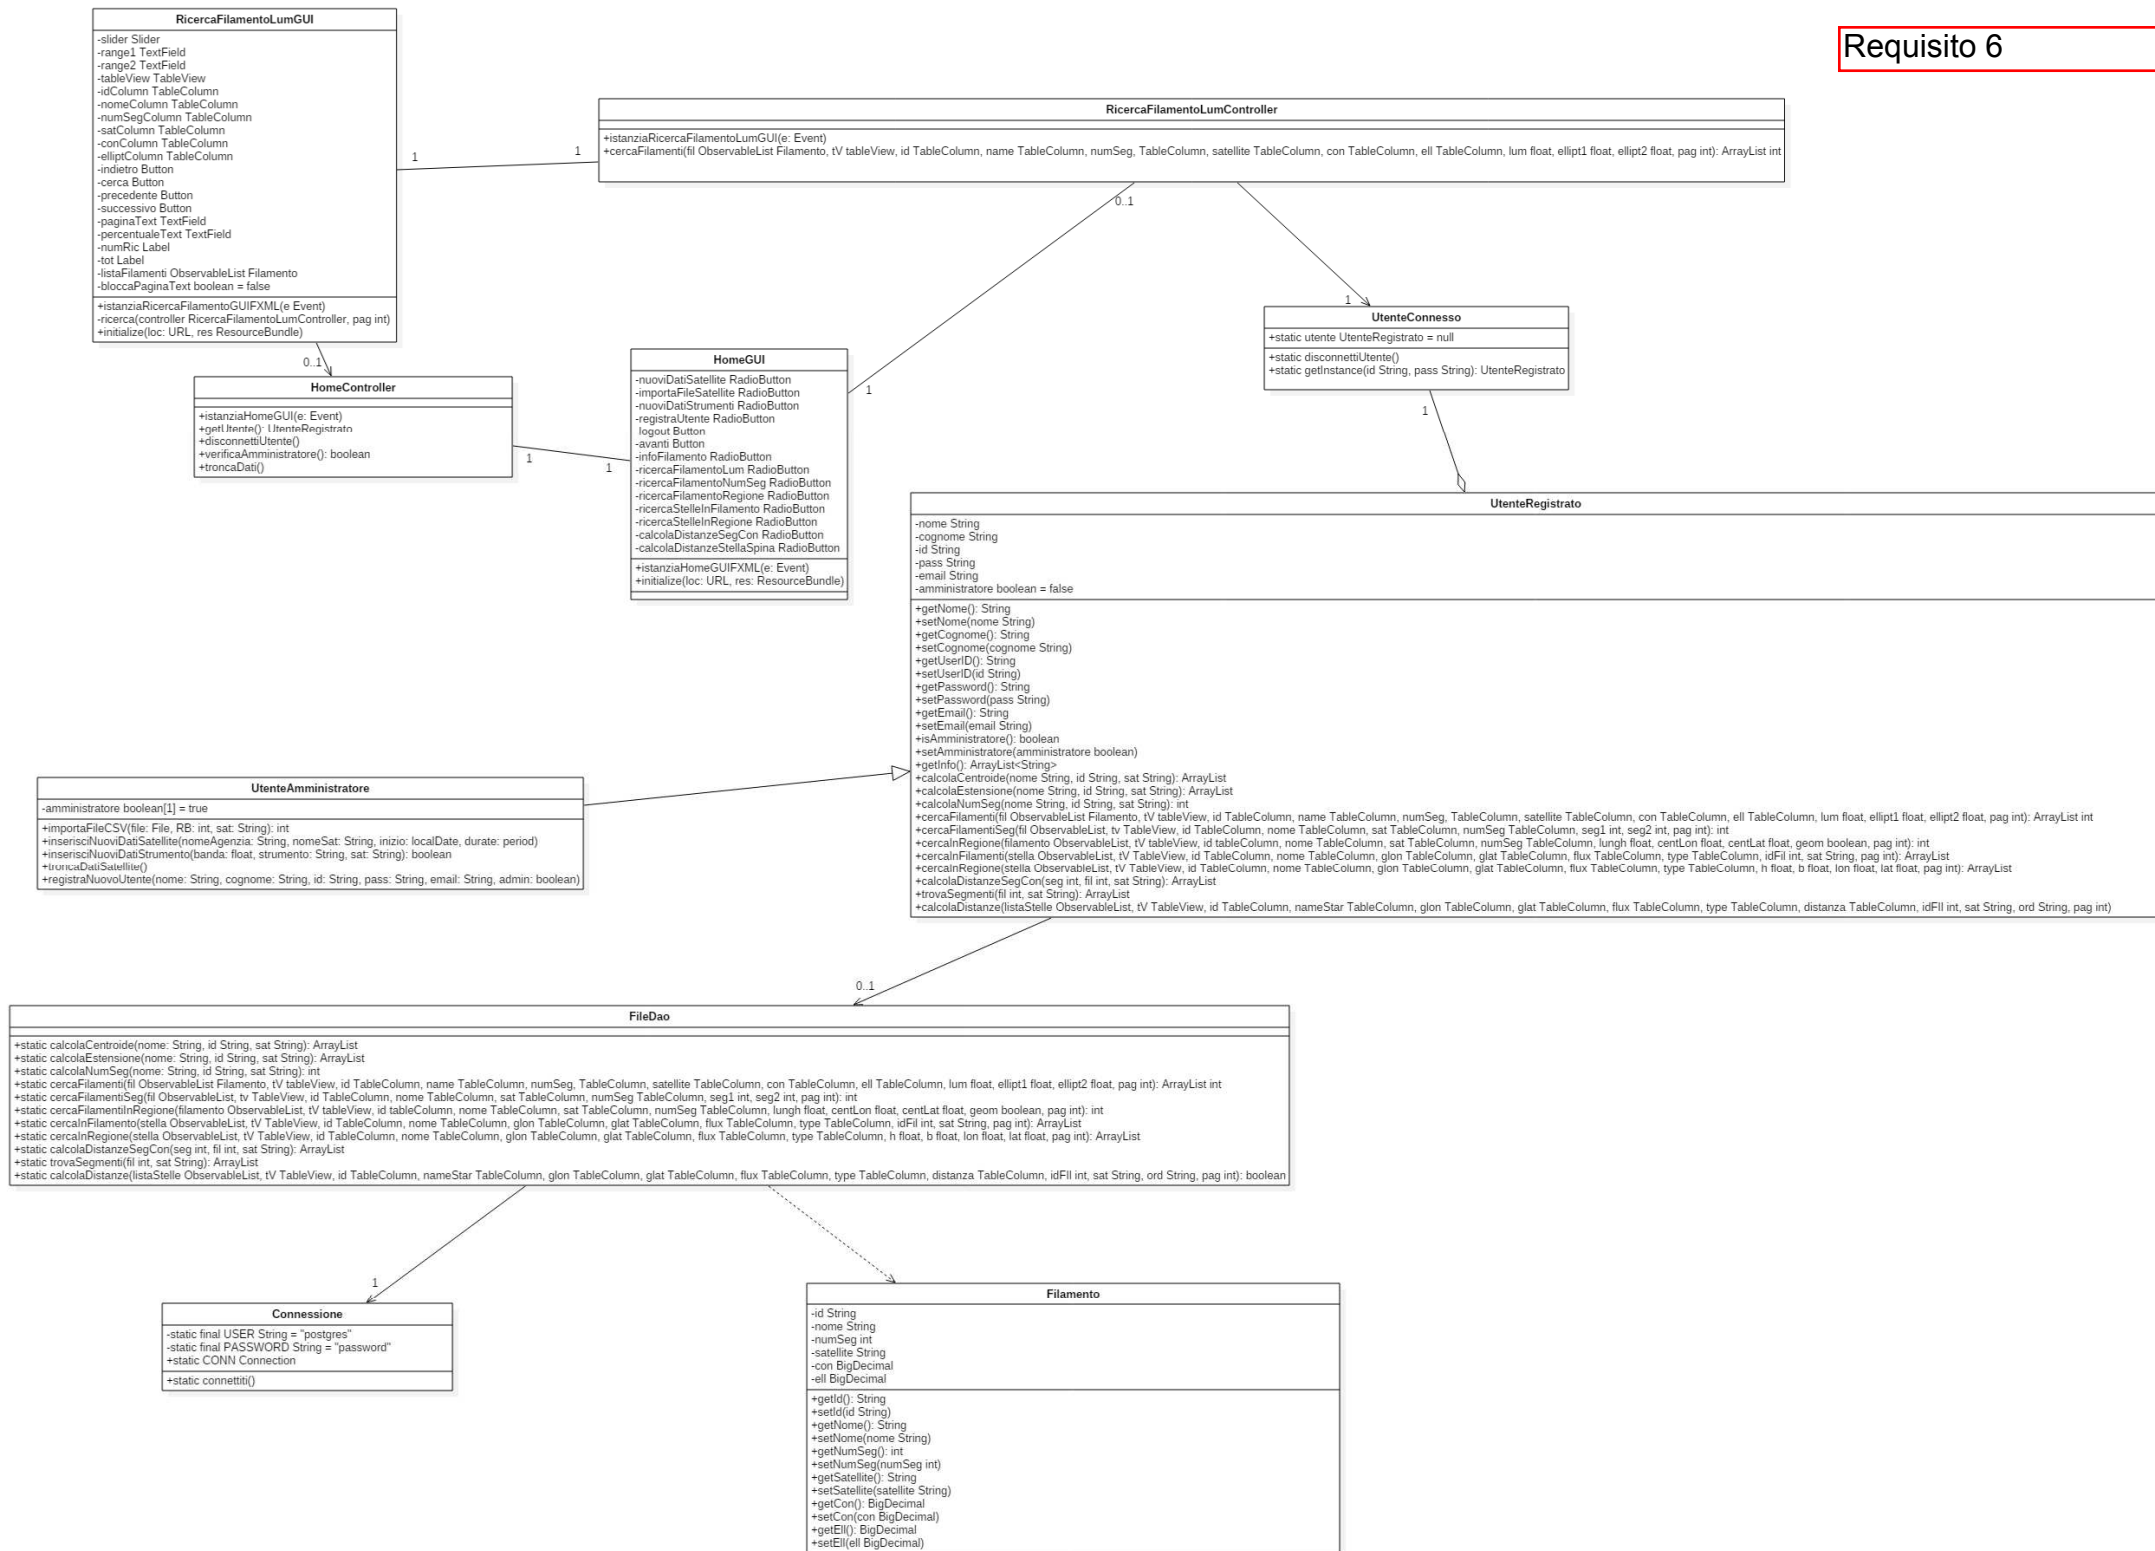 Requisito 6
RicercaFilamentoLumGUI
-slider Slider
-range1 TextField
-range2 TextField
-tableView TableView
-idColumn TableColumn
-nomeColumn TableColumn
-numSegColumn TableColumn
-satColumn TableColumn
-conColumn TableColumn
-elliptColumn TableColumn
-indietro Button
-cerca Button
-precedente Button
-successivo Button
-paginaText TextField
-percentualeText TextField
-numRic Label
-tot Label
-listaFilamenti ObservableList Filamento
-bloccaPaginaText boolean = false
+istanziaRicercaFilamentoGUIFXML(e Event)
-ricerca(controller RicercaFilamentoLumController, pag int)
+initialize(loc: URL, res ResourceBundle)
1
1
RicercaFilamentoLumController
+istanziaRicercaFilamentoLumGUI(e: Event)
+cercaFilamenti(fil ObservableList Filamento, tV tableView, id TableColumn, name TableColumn, numSeg, TableColumn, satellite TableColumn, con TableColumn, ell TableColumn, lum float, ellipt1 float, ellipt2 float, pag int): ArrayList int
0..1
1
1
UtenteConnesso
+static utente UtenteRegistrato = null
+static disconnettiUtente()
+static getInstance(id String, pass String): UtenteRegistrato
1
0..1
HomeController
+istanziaHomeGUI(e: Event)
+getUtente(): UtenteRegistrato
+disconnettiUtente()
+verificaAmministratore(): boolean
+troncaDati()
1
1
HomeGUI
-nuoviDatiSatellite RadioButton
-importaFileSatellite RadioButton
-nuoviDatiStrumenti RadioButton
-registraUtente RadioButton
logout Button
-avanti Button
-infoFilamento RadioButton
-ricercaFilamentoLum RadioButton
-ricercaFilamentoNumSeg RadioButton
-ricercaFilamentoRegione RadioButton
-ricercaStelleInFilamento RadioButton
-ricercaStelleInRegione RadioButton
-calcolaDistanzeSegCon RadioButton
-calcolaDistanzeStellaSpina RadioButton
+istanziaHomeGUIFXML(e: Event)
+initialize(loc: URL, res: ResourceBundle)
UtenteRegistrato
-nome String
-cognome String
-id String
-pass String
-email String
-amministratore boolean = false
+getNome(): String
+setNome(nome String)
+getCognome(): String
+setCognome(cognome String)
+getUserID(): String
+setUserID(id String)
+getPassword(): String
+setPassword(pass String)
+getEmail(): String
+setEmail(email String)
+isAmministratore(): boolean
+setAmministratore(amministratore boolean)
+getInfo(): ArrayList<String>
+calcolaCentroide(nome String, id String, sat String): ArrayList
+calcolaEstensione(nome String, id String, sat String): ArrayList
+calcolaNumSeg(nome String, id String, sat String): int
+cercaFilamenti(fil ObservableList Filamento, tV tableView, id TableColumn, name TableColumn, numSeg, TableColumn, satellite TableColumn, con TableColumn, ell TableColumn, lum float, ellipt1 float, ellipt2 float, pag int): ArrayList int
+cercaFilamentiSeg(fil ObservableList, tv TableView, id TableColumn, nome TableColumn, sat TableColumn, numSeg TableColumn, seg1 int, seg2 int, pag int): int
+cercaInRegione(filamento ObservableList, tV tableView, id tableColumn, nome TableColumn, sat TableColumn, numSeg TableColumn, lungh float, centLon float, centLat float, geom boolean, pag int): int
+cercaInFilamenti(stella ObservableList, tV TableView, id TableColumn, nome TableColumn, glon TableColumn, glat TableColumn, flux TableColumn, type TableColumn, idFil int, sat String, pag int): ArrayList
+cercaInRegione(stella ObservableList, tV TableView, id TableColumn, nome TableColumn, glon TableColumn, glat TableColumn, flux TableColumn, type TableColumn, h float, b float, lon float, lat float, pag int): ArrayList
+calcolaDistanzeSegCon(seg int, fil int, sat String): ArrayList
+trovaSegmenti(fil int, sat String): ArrayList
+calcolaDistanze(listaStelle ObservableList, tV TableView, id TableColumn, nameStar TableColumn, glon TableColumn, glat TableColumn, flux TableColumn, type TableColumn, distanza TableColumn, idFIl int, sat String, ord String, pag int)
UtenteAmministratore
-amministratore boolean[1] = true
+importaFileCSV(file: File, RB: int, sat: String): int
+inserisciNuoviDatiSatellite(nomeAgenzia: String, nomeSat: String, inizio: localDate, durate: period)
+inserisciNuoviDatiStrumento(banda: float, strumento: String, sat: String): boolean
+troncaDatiSatellite()
+registraNuovoUtente(nome: String, cognome: String, id: String, pass: String, email: String, admin: boolean)
0..1
FileDao
+static calcolaCentroide(nome: String, id String, sat String): ArrayList
+static calcolaEstensione(nome: String, id String, sat String): ArrayList
+static calcolaNumSeg(nome: String, id String, sat String): int
+static cercaFilamenti(fil ObservableList Filamento, tV tableView, id TableColumn, name TableColumn, numSeg, TableColumn, satellite TableColumn, con TableColumn, ell TableColumn, lum float, ellipt1 float, ellipt2 float, pag int): ArrayList int
+static cercaFilamentiSeg(fil ObservableList, tv TableView, id TableColumn, nome TableColumn, sat TableColumn, numSeg TableColumn, seg1 int, seg2 int, pag int): int
+static cercaFilamentiInRegione(filamento ObservableList, tV tableView, id tableColumn, nome TableColumn, sat TableColumn, numSeg TableColumn, lungh float, centLon float, centLat float, geom boolean, pag int): int
+static cercaInFilamento(stella ObservableList, tV TableView, id TableColumn, nome TableColumn, glon TableColumn, glat TableColumn, flux TableColumn, type TableColumn, idFil int, sat String, pag int): ArrayList
+static cercaInRegione(stella ObservableList, tV TableView, id TableColumn, nome TableColumn, glon TableColumn, glat TableColumn, flux TableColumn, type TableColumn, h float, b float, lon float, lat float, pag int): ArrayList
+static calcolaDistanzeSegCon(seg int, fil int, sat String): ArrayList
+static trovaSegmenti(fil int, sat String): ArrayList
+static calcolaDistanze(listaStelle ObservableList, tV TableView, id TableColumn, nameStar TableColumn, glon TableColumn, glat TableColumn, flux TableColumn, type TableColumn, distanza TableColumn, idFIl int, sat String, ord String, pag int): boolean
1
Connessione
-static final USER String = "postgres"
-static final PASSWORD String = "password"
+static CONN Connection
+static connettiti()
Filamento
-id String
-nome String
-numSeg int
-satellite String
-con BigDecimal
-ell BigDecimal
+getId(): String
+setId(id String)
+getNome(): String
+setNome(nome String)
+getNumSeg(): int
+setNumSeg(numSeg int)
+getSatellite(): String
+setSatellite(satellite String)
+getCon(): BigDecimal
+setCon(con BigDecimal)
+getEll(): BigDecimal
+setEll(ell BigDecimal)